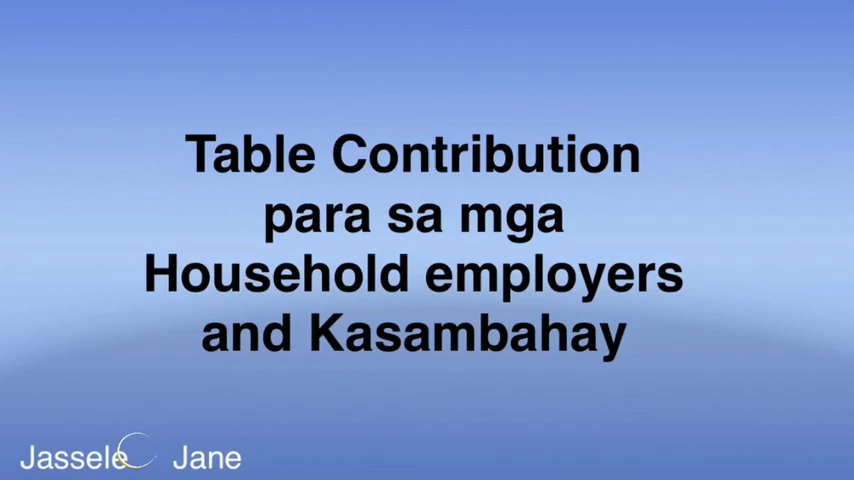 Table Contribution
para sa mga
Household employers
and Kasambahay
Jassele Jane